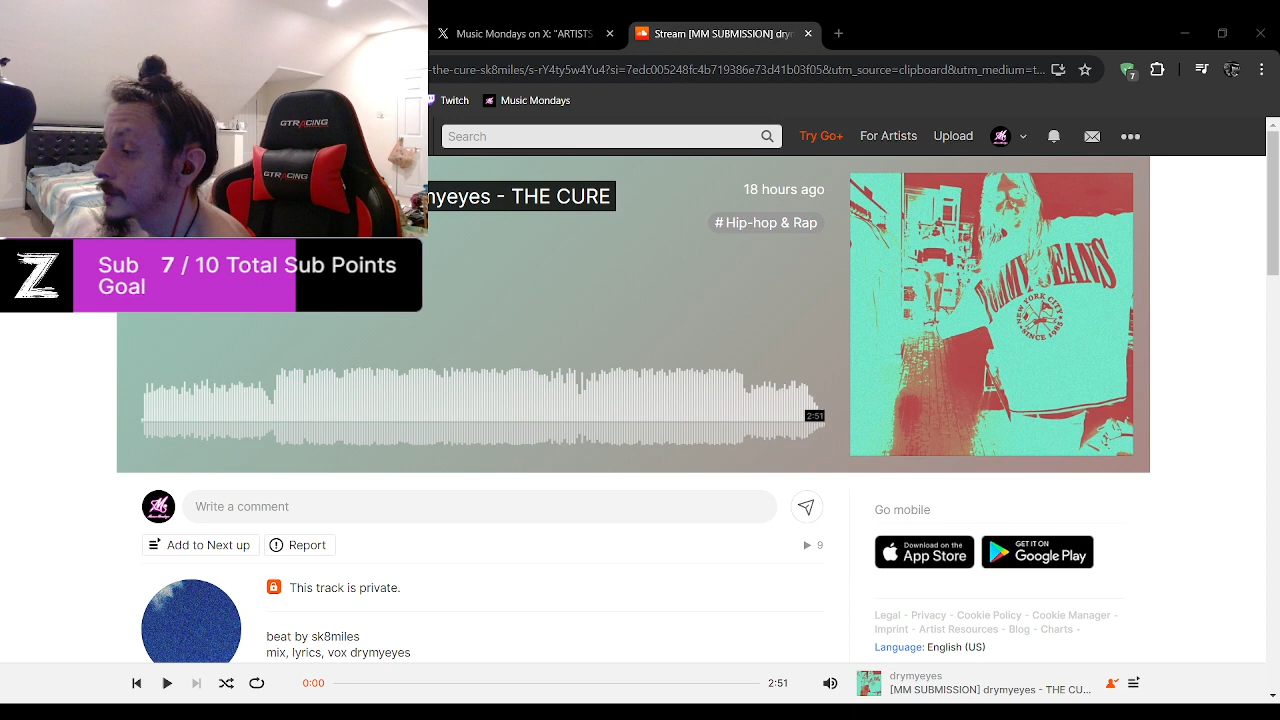 Music Mondays on X: "ARTISTS
Stream [MM SUBMISSION] drym
-the-cure-sk8miles/s-rY4ty5w4Yu4?si=7edc005248fc4b719386e73d41b03f05&utm_source=clipboard&utm_medium=t...
7
Twitch
Music Mondays
GTRACING
GTRACING
Search
Try Go+
For Artists
Upload
myeyes - THE CURE
18 hours ago
# Hip-hop & Rap
TOMMY JEANS
NEW YORK CITY
SINCE 1985
Z
Sub Goal
7 / 10 Total Sub Points
2:51
Write a comment
Add to Next up
Report
9
This track is private.
beat by sk8miles
mix, lyrics, vox drymyeyes
Go mobile
Download on the
App Store
GET IT ON
Google Play
Legal - Privacy - Cookie Policy - Cookie Manager -
Imprint - Artist Resources - Blog - Charts -
Language: English (US)
0:00
2:51
drymyeyes
[MM SUBMISSION] drymyeyes - THE CU...